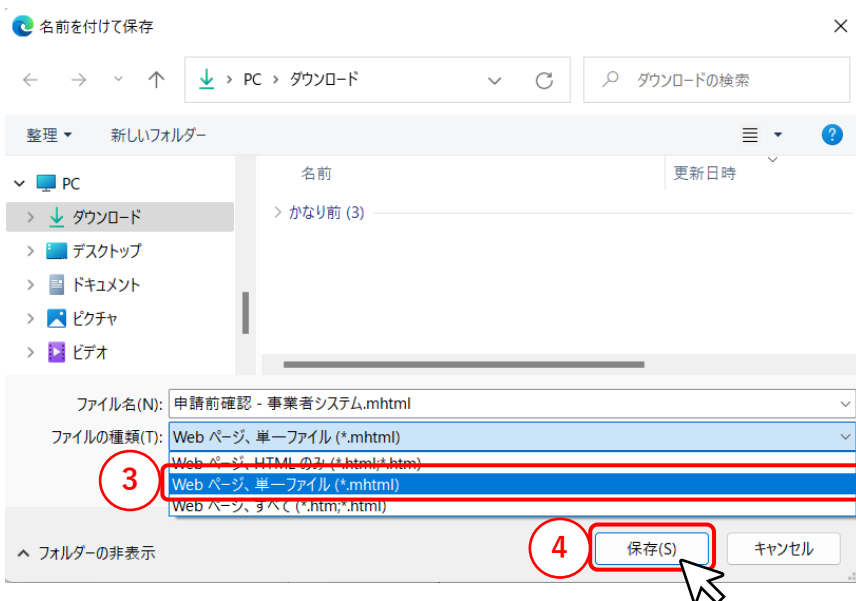 名前を付けて保存
PC > ダウンロード
ダウンロードの検索
整理
新しいフォルダー
?
名前
更新日時
PC
ダウンロード
デスクトップ
ドキュメント
ピクチャ
ビデオ
かなり前 (3)
ファイル名(N): 申請前確認 - 事業者システム.mhtml
ファイルの種類(T): Web ページ、単一ファイル (*.mhtml)
Web ページ、HTML のみ (*.html;*.htm)
3
Web ページ、単一ファイル (*.mhtml)
Web ページ、すべて (*.htm;*.html)
フォルダーの非表示
4
保存(S)
キャンセル